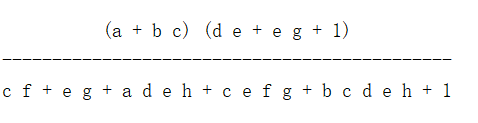 (a + b c) (d e + e g + 1)
---------------------------------------------
c f + e g + a d e h + c e f g + b c d e h + 1